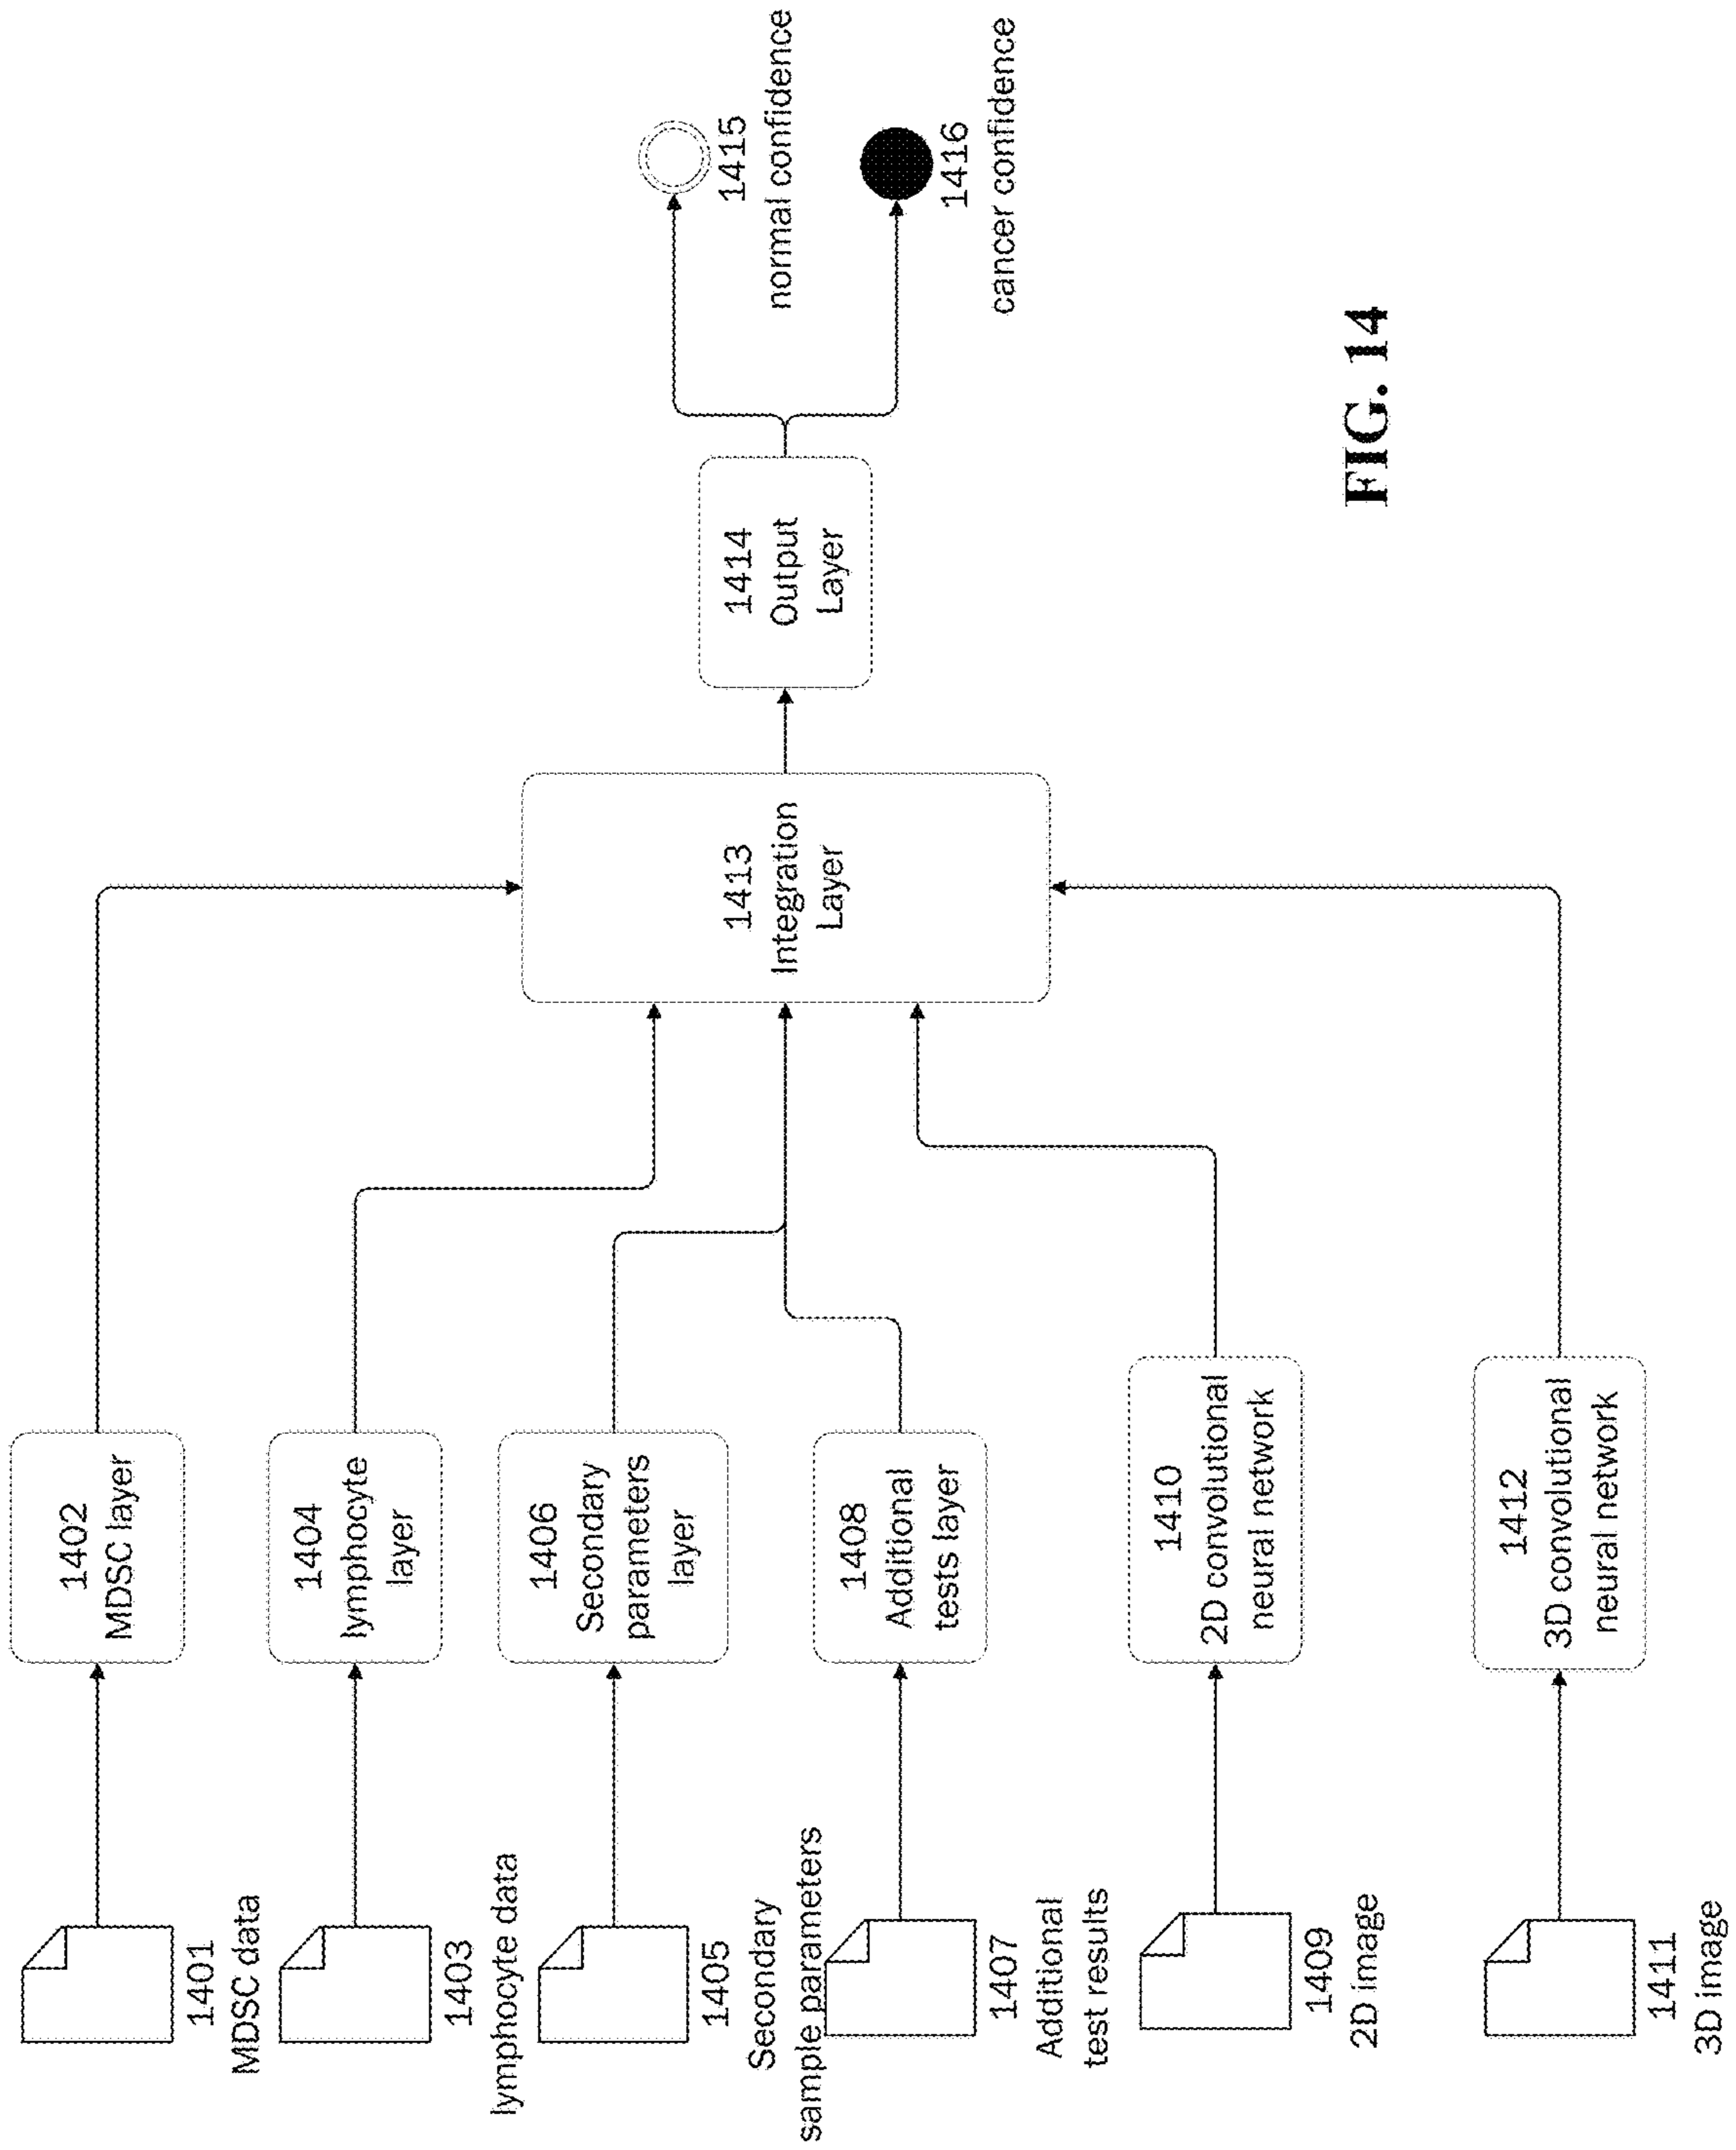 1401
MDSC data
1402
MDSC layer
1403
lymphocyte data
1404
lymphocyte
layer
1405
Secondary
sample parameters
1406
Secondary
parameters
layer
1407
Additional
test results
1408
Additional
tests layer
1409
2D image
1410
2D convolutional
neural network
1411
3D image
1412
3D convolutional
neural network
1413
Integration
Layer
1414
Output
Layer
1415
normal confidence
1416
cancer confidence
FIG. 14